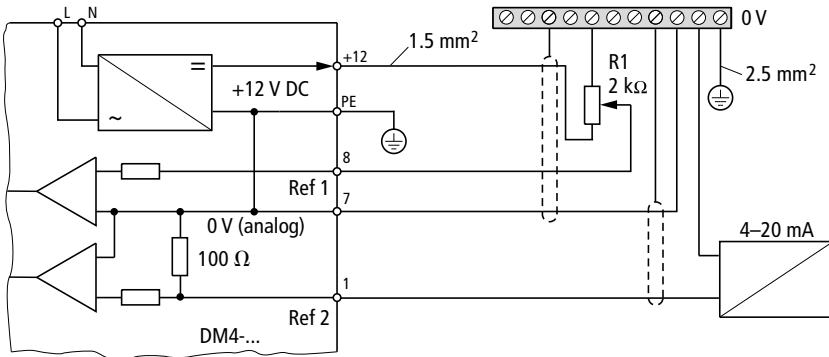 L N
0 V
+12
1.5 mm²
R1
2 kΩ
2.5 mm²
=
+12 V DC
~
PE
8
Ref 1
7
0 V (analog)
4–20 mA
100 Ω
1
Ref 2
DM4-...